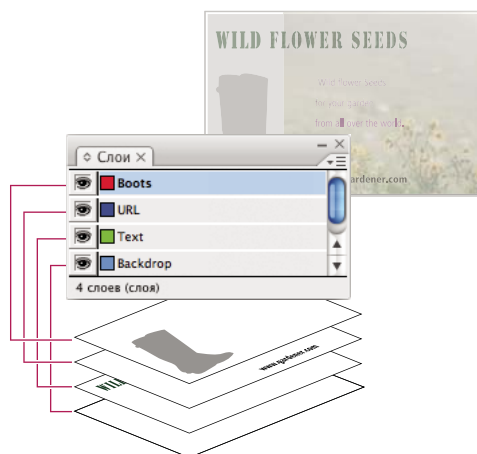 WILD FLOWER SEEDS
Wild flower seeds
for your garden
from all over the world.
rdener.com
Слои
Boots
URL
Text
Backdrop
4 слоев (слоя)
www.gardener.com
WILD